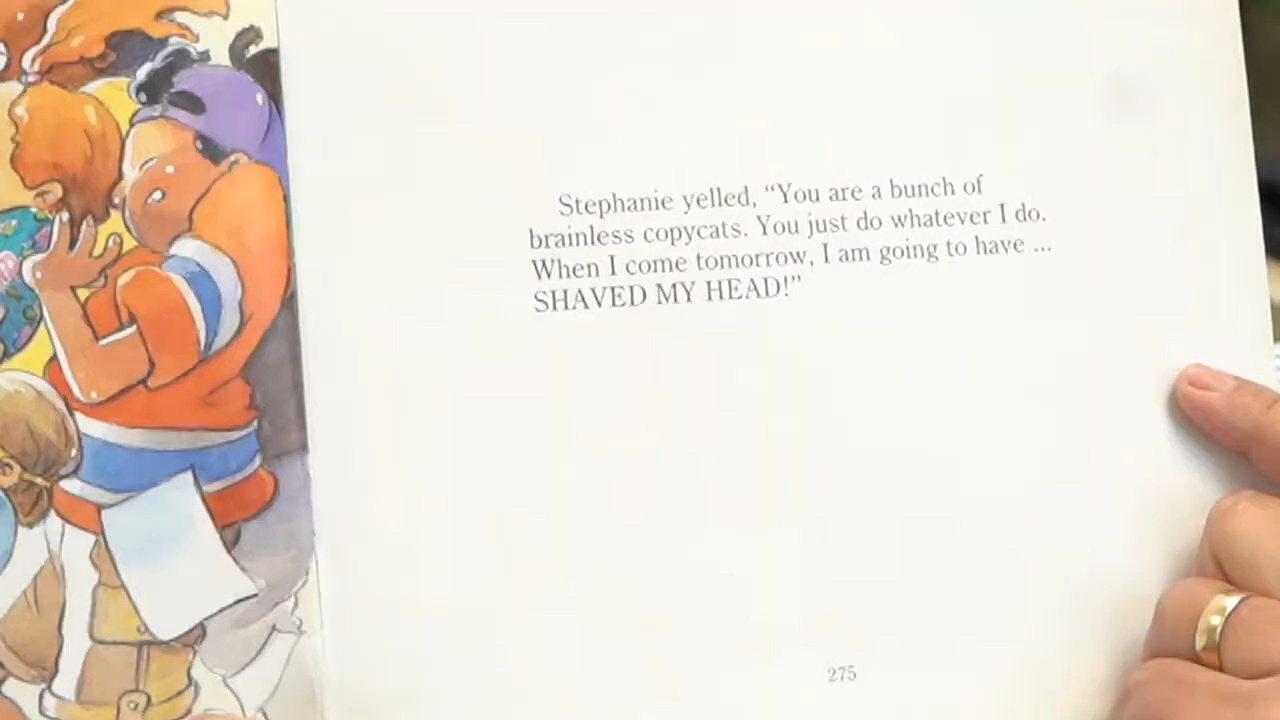 Stephanie yelled, “You are a bunch of
brainless copycats. You just do whatever I do.
When I come tomorrow, I am going to have ...
SHAVED MY HEAD!”
275